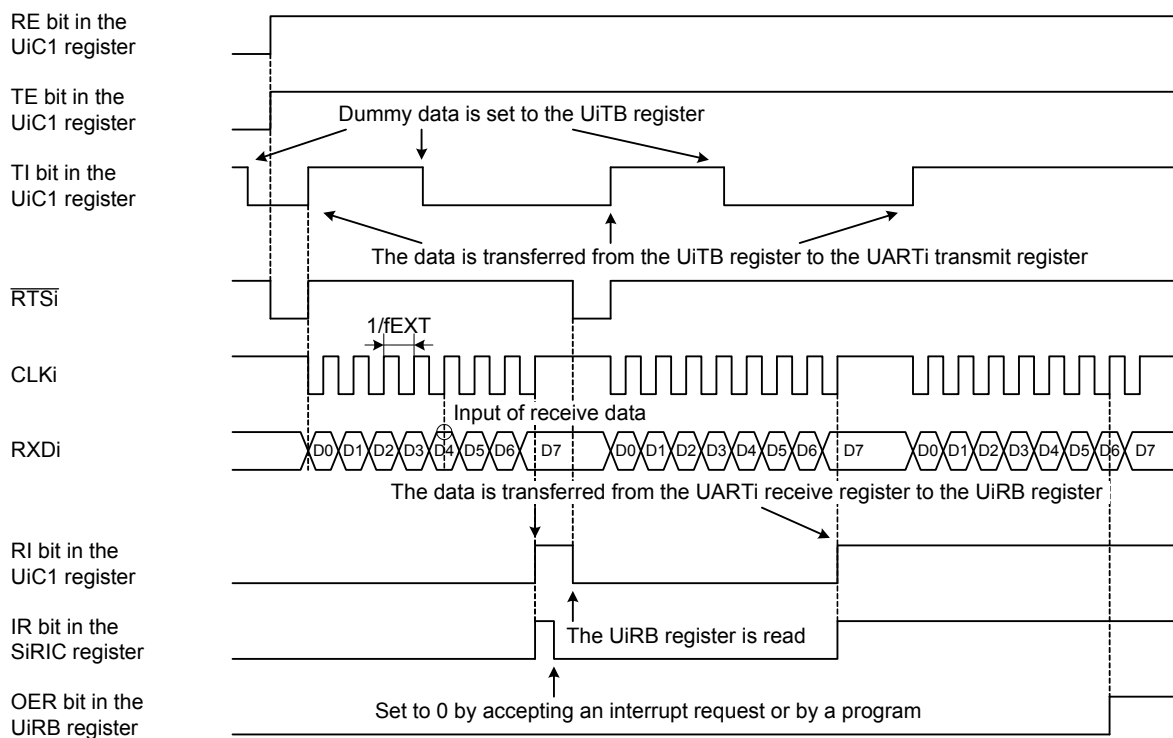 RE bit in the
UiC1 register
TE bit in the
UiC1 register
Dummy data is set to the UiTB register
TI bit in the
UiC1 register
The data is transferred from the UiTB register to the UARTi transmit register
RTSi
1/fEXT
CLKi
Input of receive data
RXDi
D0 D1 D2 D3 D4 D5 D6 D7 D0 D1 D2 D3 D4 D5 D6 D7 D0 D1 D2 D3 D4 D5 D6 D7
The data is transferred from the UARTi receive register to the UiRB register
RI bit in the
UiC1 register
The UiRB register is read
IR bit in the
SiRIC register
Set to 0 by accepting an interrupt request or by a program
OER bit in the
UiRB register